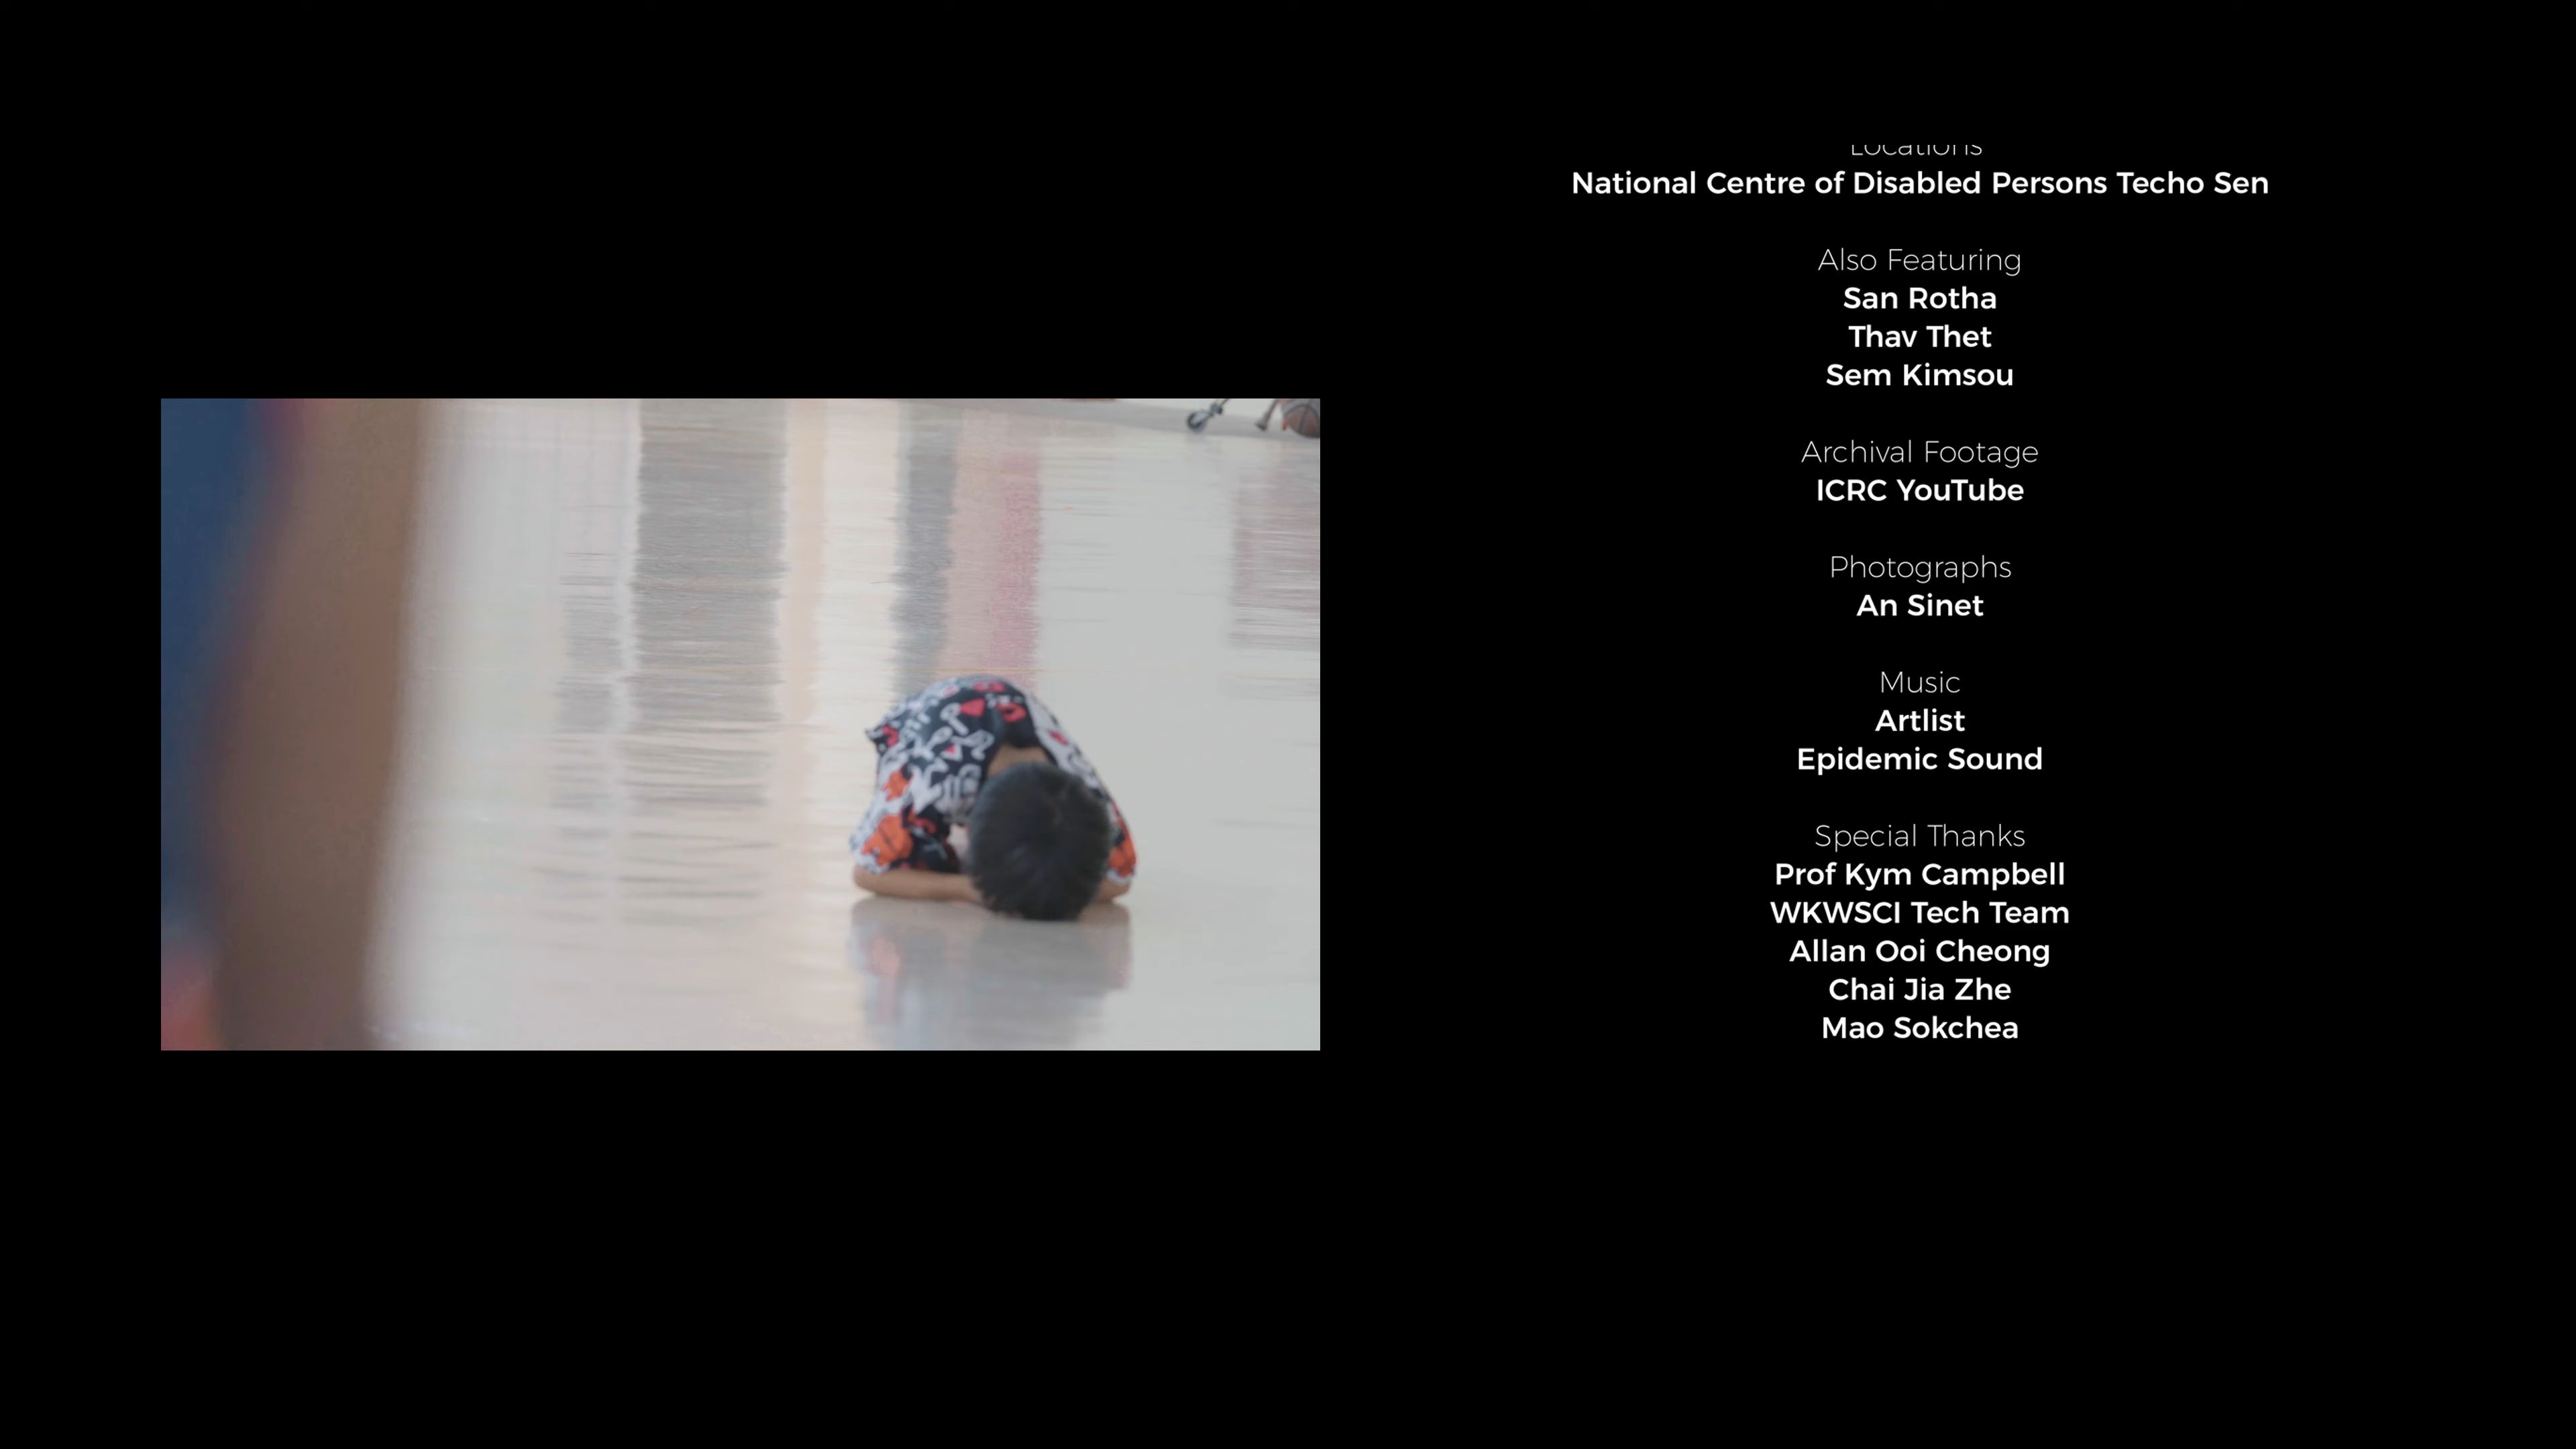 Locations
National Centre of Disabled Persons Techo Sen
Also Featuring
San Rotha
Thav Thet
Sem Kimsou
Archival Footage
ICRC YouTube
Photographs
An Sinet
Music
Artlist
Epidemic Sound
Special Thanks
Prof Kym Campbell
WKWSCI Tech Team
Allan Ooi Cheong
Chai Jia Zhe
Mao Sokchea